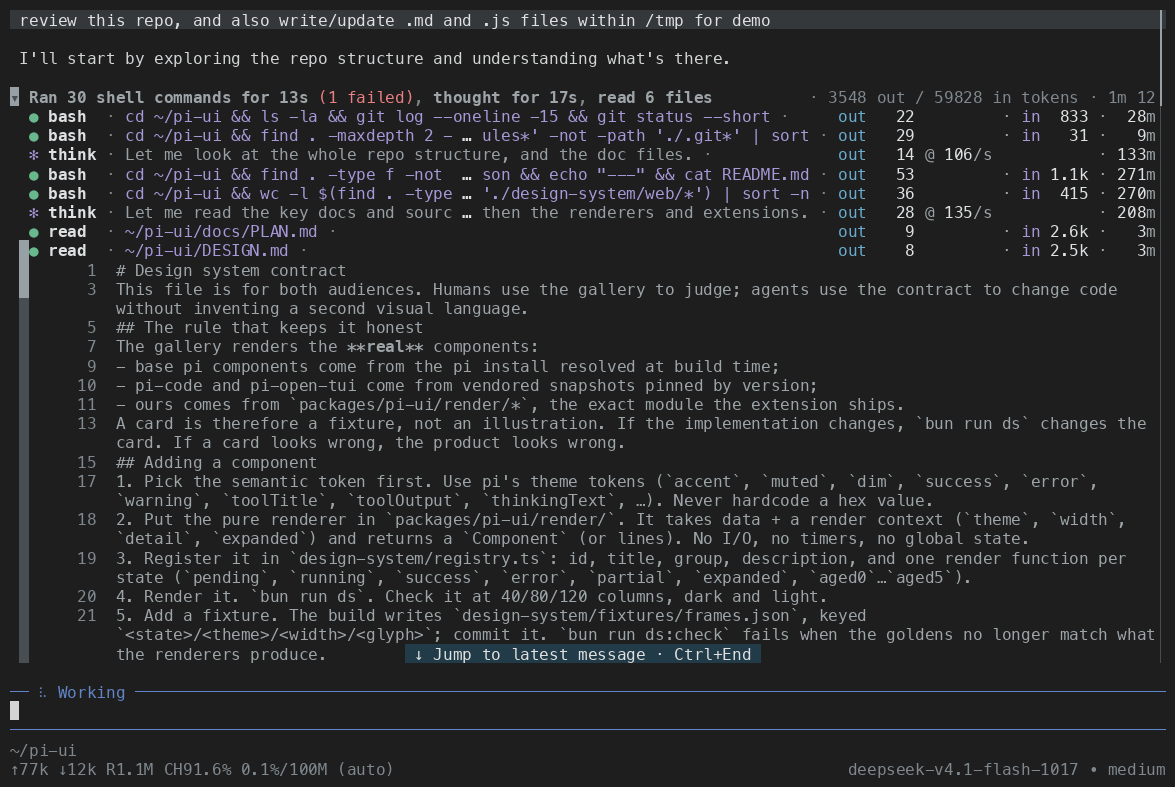 review this repo, and also write/update .md and .js files within /tmp for demo
I'll start by exploring the repo structure and understanding what's there.
▾ Ran 30 shell commands for 13s (1 failed), thought for 17s, read 6 files · 3548 out / 59828 in tokens · 1m 12
● bash · cd ~/pi-ui && ls -la && git log --oneline -15 && git status --short · out 22 · in 833 · 28m
● bash · cd ~/pi-ui && find . -maxdepth 2 - … ules*' -not -path './.git*' | sort · out 29 · in 31 · 9m
✻ think · Let me look at the whole repo structure, and the doc files. · out 14 @ 106/s · 133m
● bash · cd ~/pi-ui && find . -type f -not … son && echo "---" && cat README.md · out 53 · in 1.1k · 271m
● bash · cd ~/pi-ui && wc -l $(find . -type … './design-system/web/*') | sort -n · out 36 · in 415 · 270m
✻ think · Let me read the key docs and sourc … then the renderers and extensions. · out 28 @ 135/s · 208m
● read · ~/pi-ui/docs/PLAN.md · out 9 · in 2.6k · 3m
● read · ~/pi-ui/DESIGN.md · out 8 · in 2.5k · 3m
1 # Design system contract
3 This file is for both audiences. Humans use the gallery to judge; agents use the contract to change code
without inventing a second visual language.
5 ## The rule that keeps it honest
7 The gallery renders the **real** components:
9 - base pi components come from the pi install resolved at build time;
10 - pi-code and pi-open-tui come from vendored snapshots pinned by version;
11 - ours comes from `packages/pi-ui/render/*`, the exact module the extension ships.
13 A card is therefore a fixture, not an illustration. If the implementation changes, `bun run ds` changes the
card. If a card looks wrong, the product looks wrong.
15 ## Adding a component
17 1. Pick the semantic token first. Use pi's theme tokens (`accent`, `muted`, `dim`, `success`, `error`,
`warning`, `toolTitle`, `toolOutput`, `thinkingText`, …). Never hardcode a hex value.
18 2. Put the pure renderer in `packages/pi-ui/render/`. It takes data + a render context (`theme`, `width`,
`detail`, `expanded`) and returns a `Component` (or lines). No I/O, no timers, no global state.
19 3. Register it in `design-system/registry.ts`: id, title, group, description, and one render function per
state (`pending`, `running`, `success`, `error`, `partial`, `expanded`, `aged0`…`aged5`).
20 4. Render it. `bun run ds`. Check it at 40/80/120 columns, dark and light.
21 5. Add a fixture. The build writes `design-system/fixtures/frames.json`, keyed
`<state>/<theme>/<width>/<glyph>`; commit it. `bun run ds:check` fails when the goldens no longer match what
the renderers produce. ↓ Jump to latest message · Ctrl+End
Working
~/pi-ui
↑77k ↓12k R1.1M CH91.6% 0.1%/100M (auto) deepseek-v4.1-flash-1017 • medium